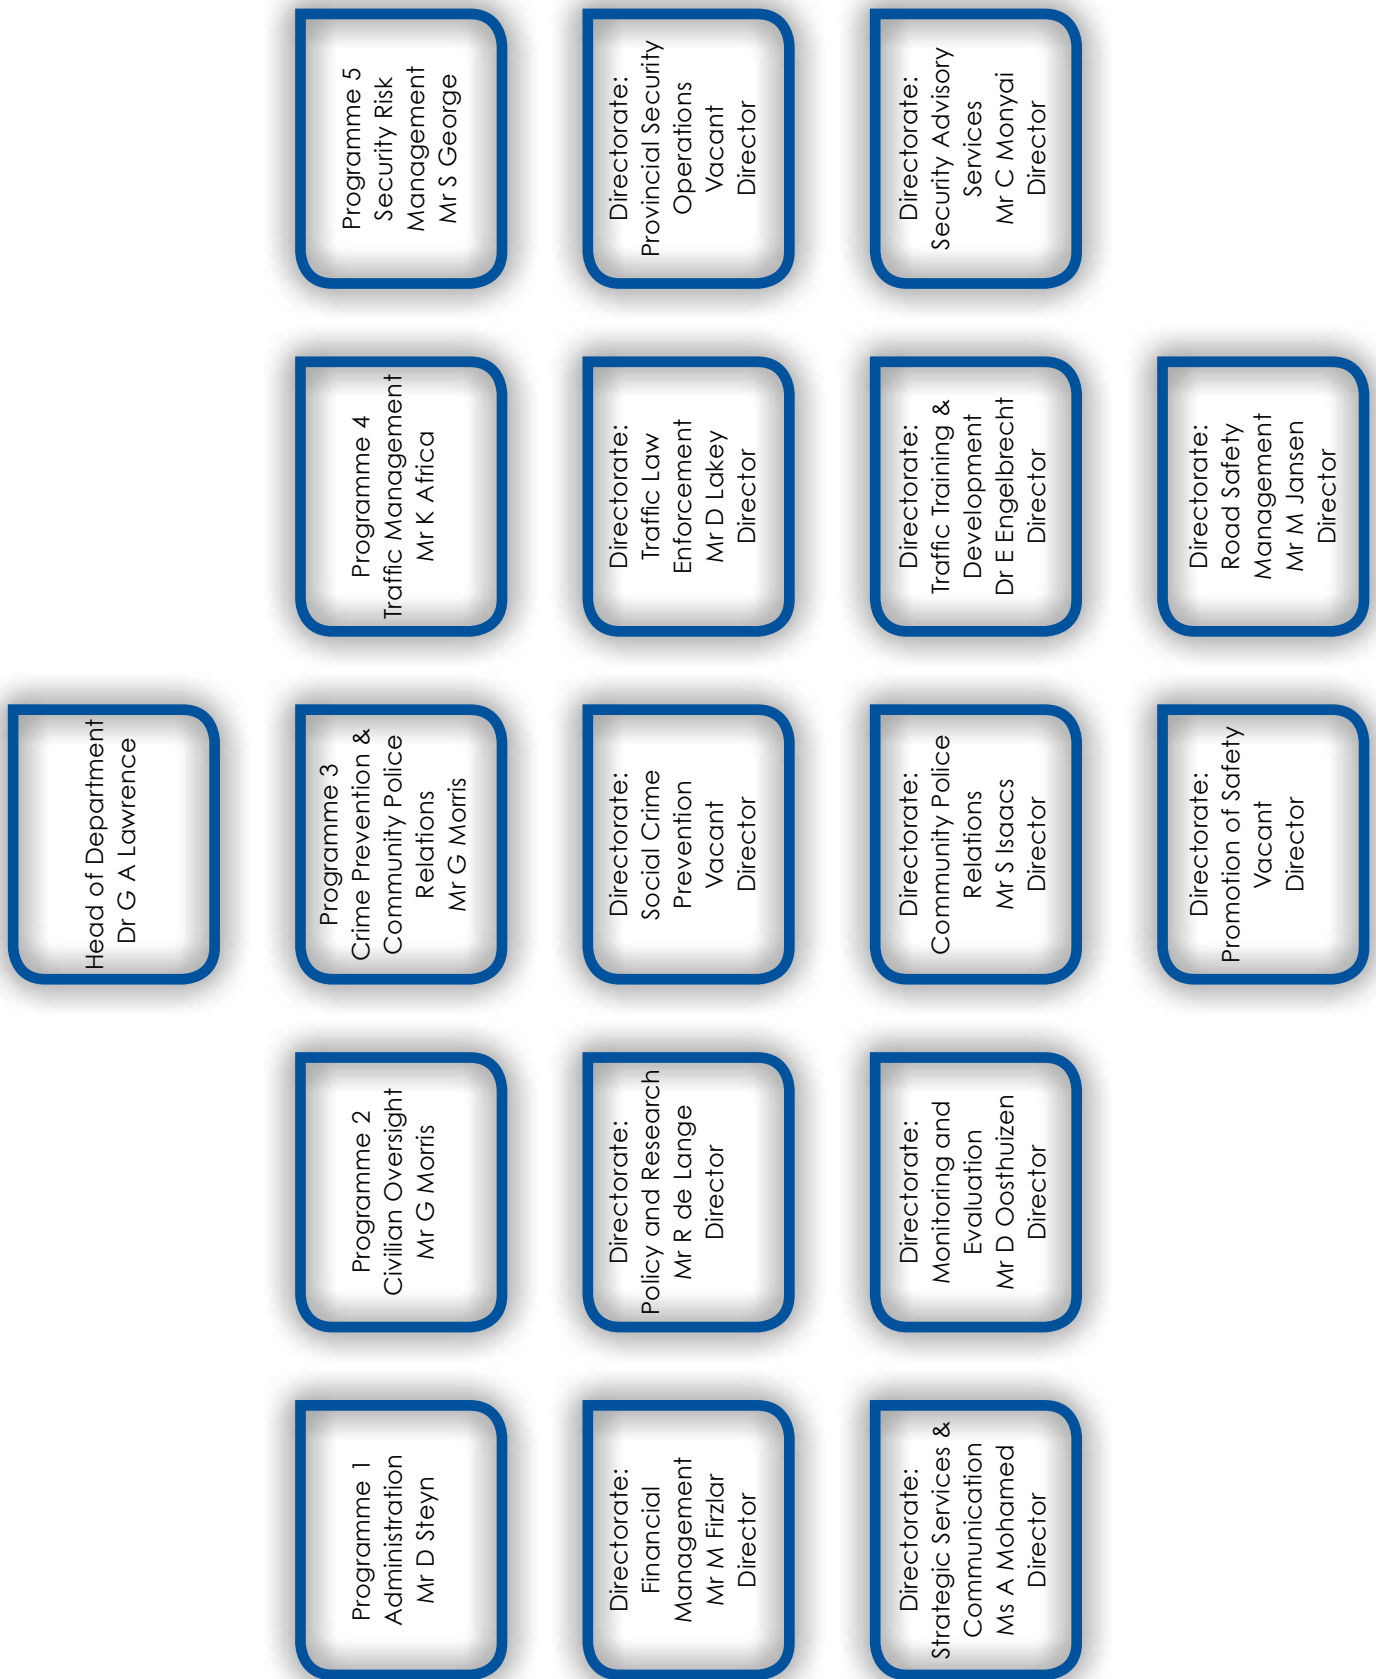 Head of Department
Dr G A Lawrence
Programme 1
Administration
Mr D Steyn
Programme 2
Civilian Oversight
Mr G Morris
Programme 3
Crime Prevention &
Community Police
Relations
Mr G Morris
Programme 4
Traffic Management
Mr K Africa
Programme 5
Security Risk
Management
Mr S George
Directorate:
Financial
Management
Mr M Firzlar
Director
Directorate:
Policy and Research
Mr R de Lange
Director
Directorate:
Social Crime
Prevention
Vacant
Director
Directorate:
Traffic Law
Enforcement
Mr D Lakey
Director
Directorate:
Provincial Security
Operations
Vacant
Director
Directorate:
Strategic Services &
Communication
Ms A Mohamed
Director
Directorate:
Monitoring and
Evaluation
Mr D Oosthuizen
Director
Directorate:
Community Police
Relations
Mr S Isaacs
Director
Directorate:
Traffic Training &
Development
Dr E Engelbrecht
Director
Directorate:
Security Advisory
Services
Mr C Monyai
Director
Directorate:
Promotion of Safety
Vacant
Director
Directorate:
Road Safety
Management
Mr M Jansen
Director